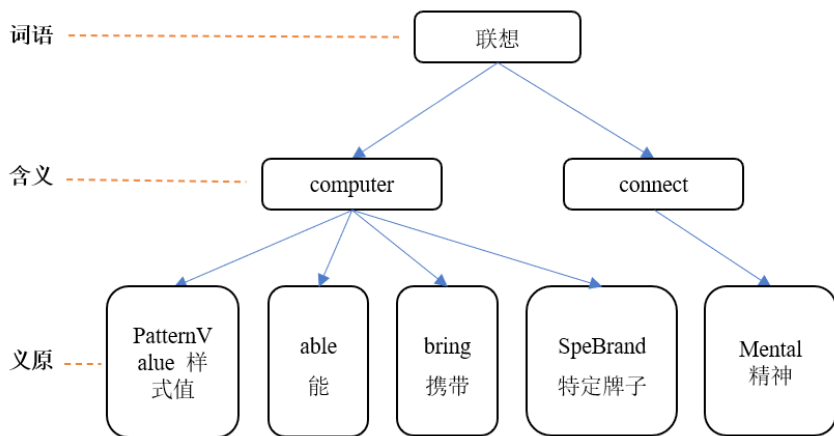 词语
联想
含义
computer
connect
义原
PatternV
alue 样
式值
able
能
bring
携带
SpeBrand
特定牌子
Mental
精神